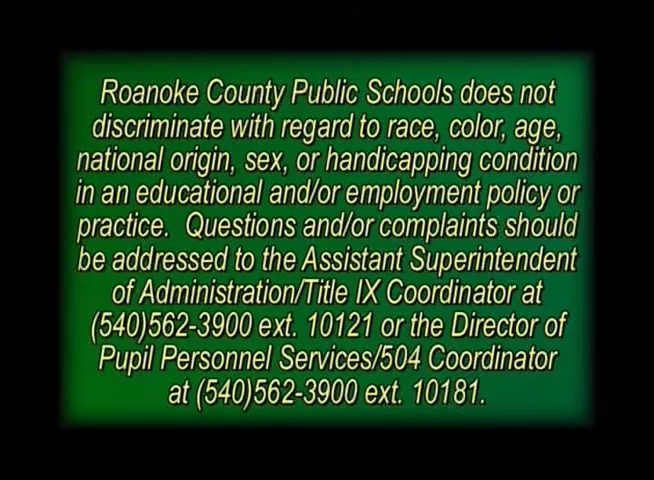 Roanoke County Public Schools does not
discriminate with regard to race, color, age,
national origin, sex, or handicapping condition
in an educational and/or employment policy or
practice.  Questions and/or complaints should
be addressed to the Assistant Superintendent
of Administration/Title IX Coordinator at
(540)562-3900 ext. 10121 or the Director of
Pupil Personnel Services/504 Coordinator
at (540)562-3900 ext. 10181.